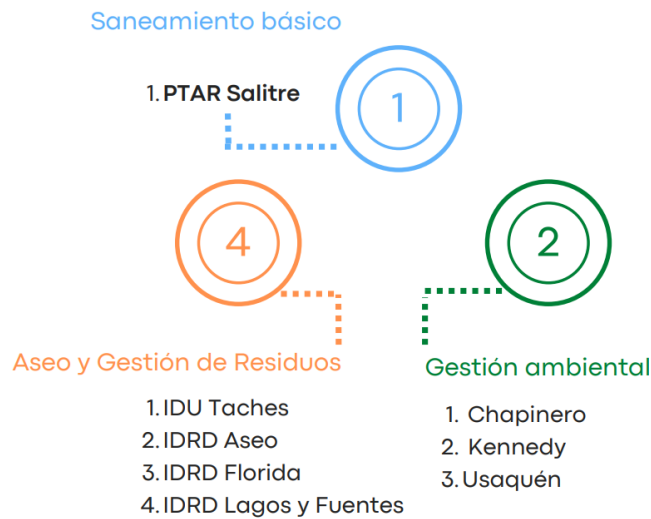 Saneamiento básico
1. PTAR Salitre
1
4
2
Aseo y Gestión de Residuos
1. IDU Taches
2. IDRD Aseo
3. IDRD Florida
4. IDRD Lagos y Fuentes
Gestión ambiental
1. Chapinero
2. Kennedy
3. Usaquén